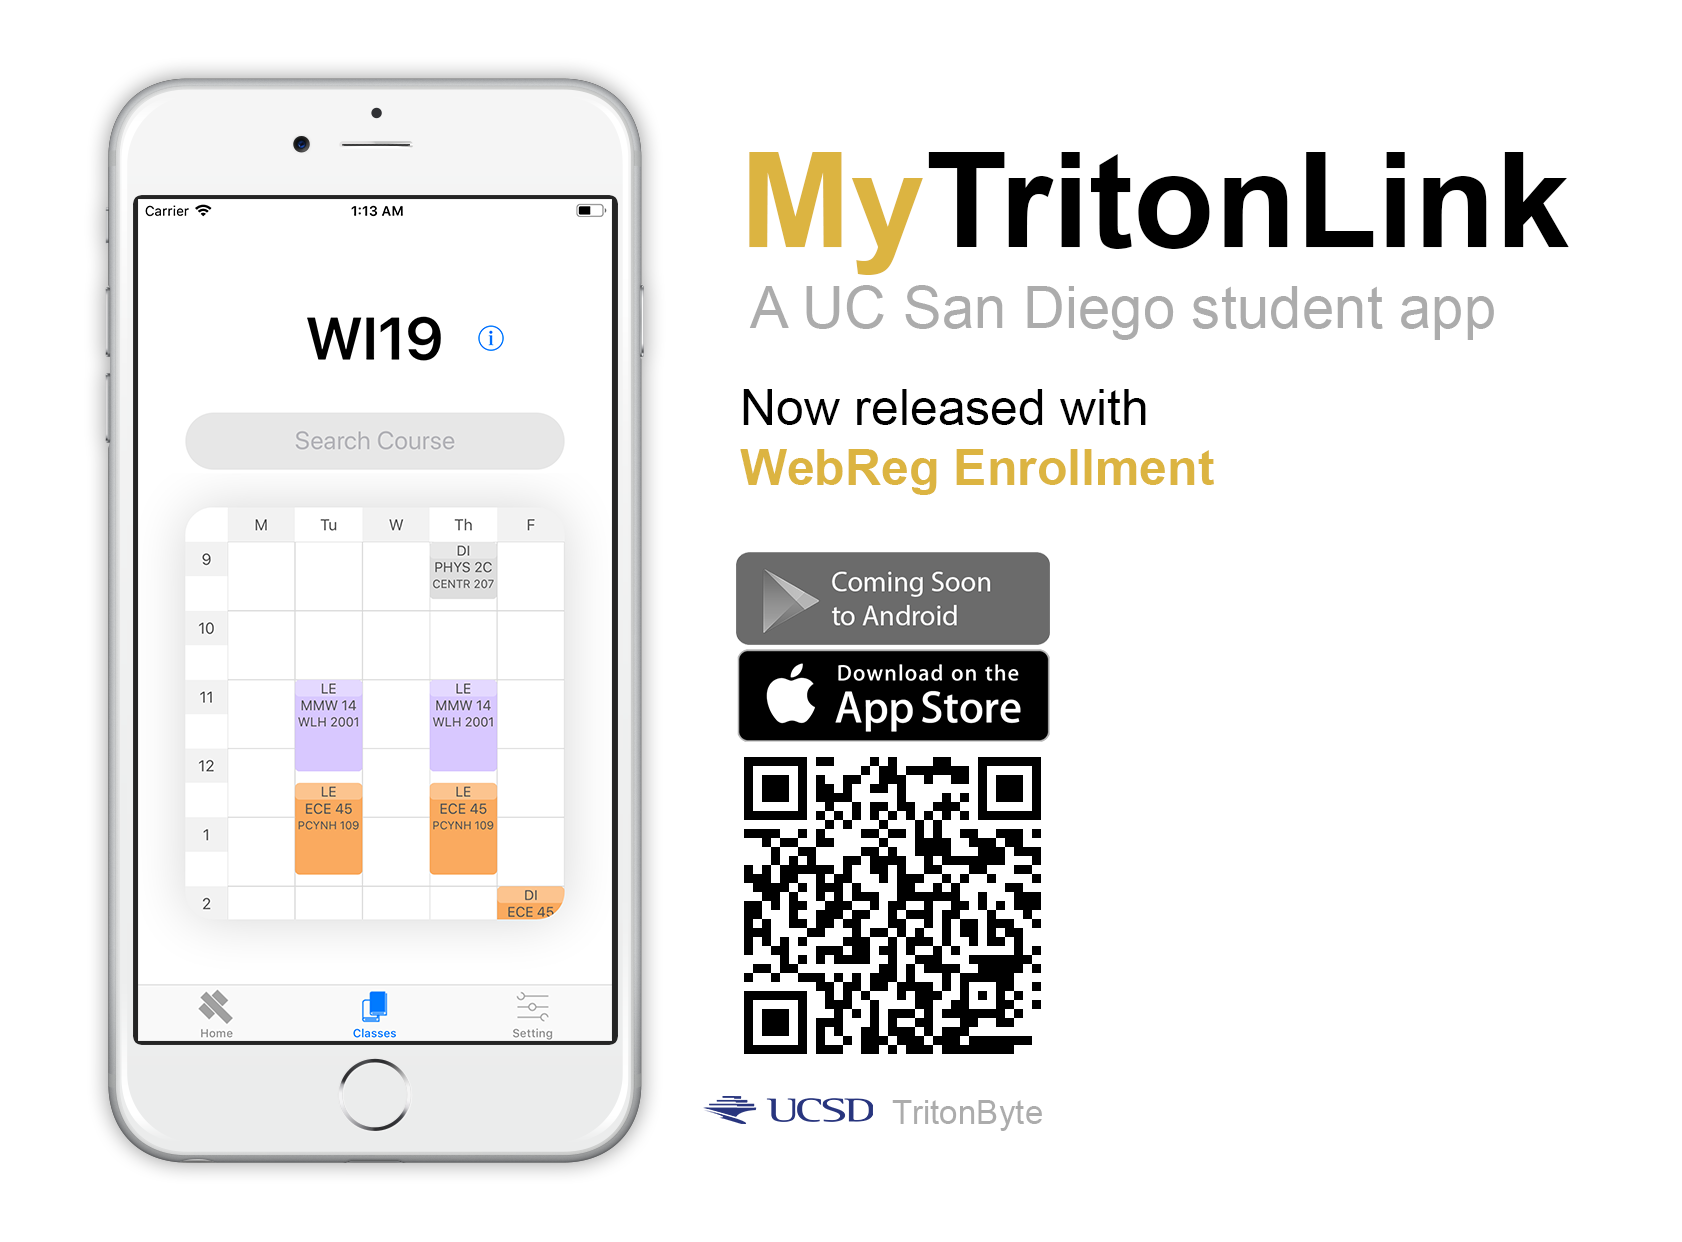 Carrier
1:13 AM
WI19
Search Course
M Tu W Th F
9
DI
PHYS 2C
CENTR 207
10
11
LE
MMW 14
WLH 2001
LE
MMW 14
WLH 2001
12
LE
ECE 45
PCYNH 109
LE
ECE 45
PCYNH 109
1
2
DI
ECE 45
Home
Classes
Setting
MyTritonLink
A UC San Diego student app
Now released with
WebReg Enrollment
Coming Soon
to Android
Download on the
App Store
UCSD TritonByte